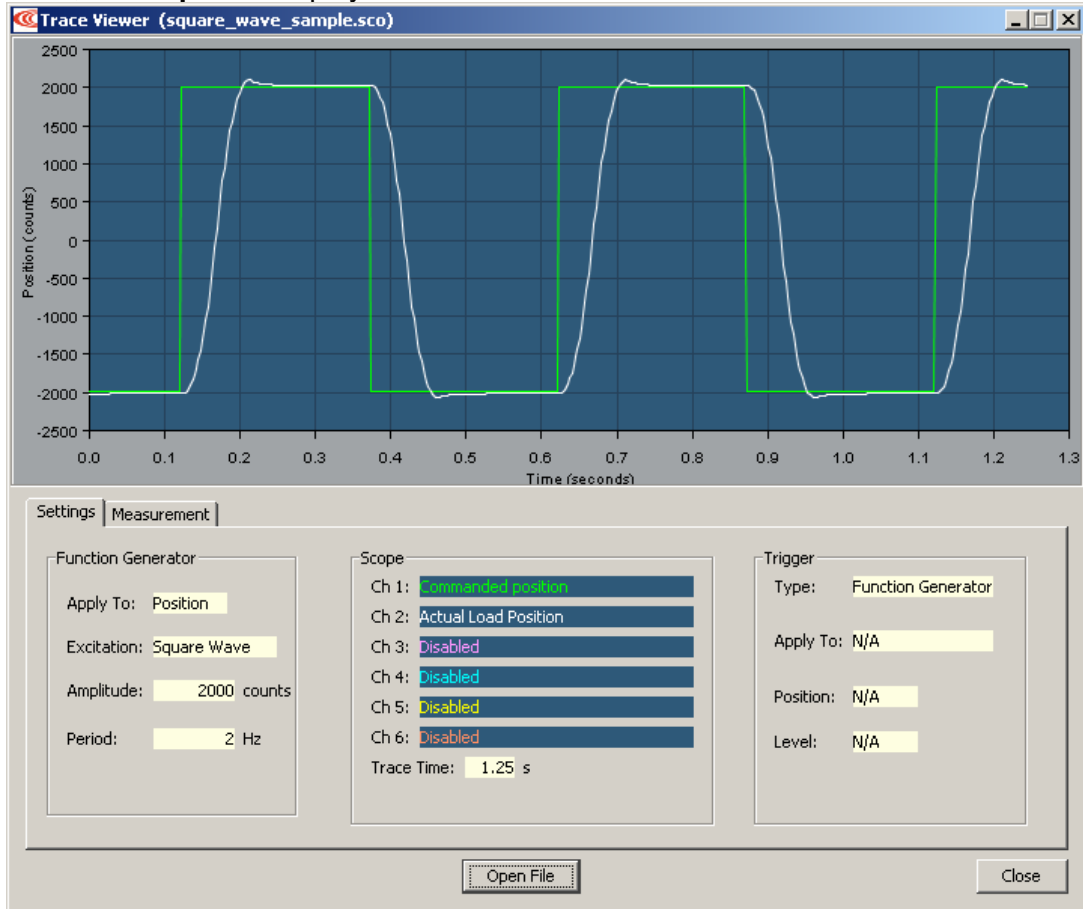 Trace Viewer (square_wave_sample.sco)
2500
2000
1500
1000
500
0
-500
-1000
-1500
-2000
-2500
Position (counts)
0.0 0.1 0.2 0.3 0.4 0.5 0.6 0.7 0.8 0.9 1.0 1.1 1.2 1.3
Time (seconds)
Settings Measurement
Function Generator
Apply To: Position
Excitation: Square Wave
Amplitude: 2000 counts
Period: 2 Hz
Scope
Ch 1: Commanded position
Ch 2: Actual Load Position
Ch 3: Disabled
Ch 4: Disabled
Ch 5: Disabled
Ch 6: Disabled
Trace Time: 1.25 s
Trigger
Type: Function Generator
Apply To: N/A
Position: N/A
Level: N/A
Open File
Close